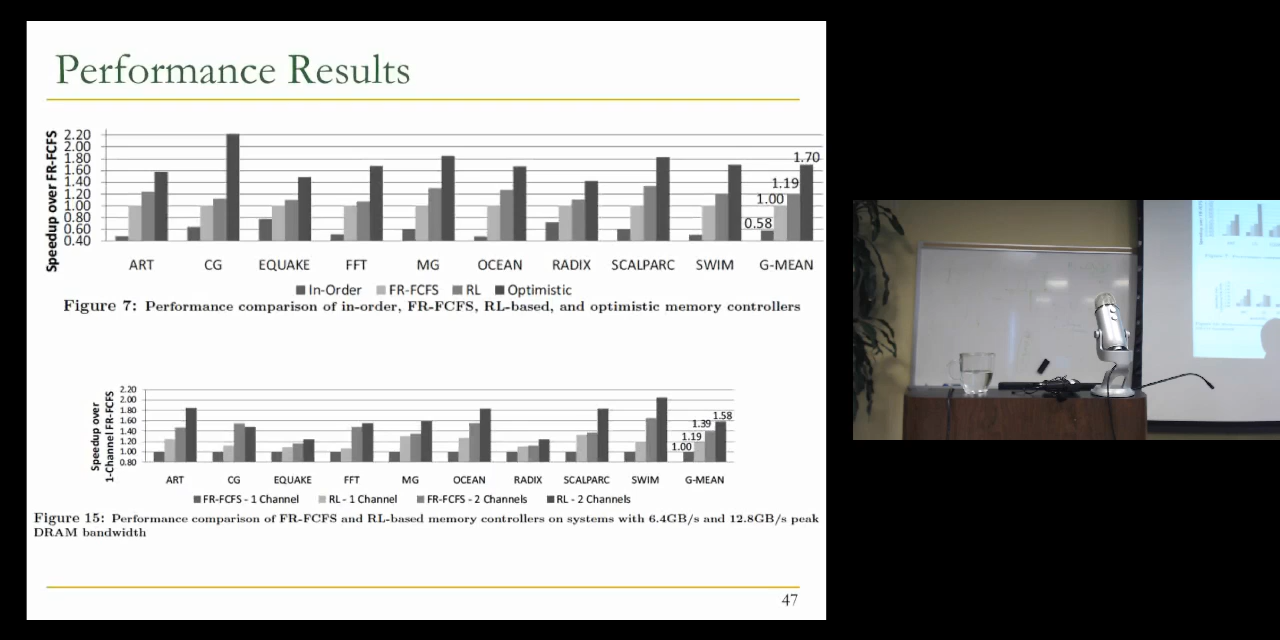 Performance Results
Speedup over FR-FCFS
2.20
2.00
1.80
1.60
1.40
1.20
1.00
0.80
0.60
0.40
0.58
1.00
1.19
1.70
ART CG EQUAKE FFT MG OCEAN RADIX SCALPARC SWIM G-MEAN
In-Order FR-FCFS RL Optimistic
Figure 7: Performance comparison of in-order, FR-FCFS, RL-based, and optimistic memory controllers
Speedup over
1-Channel FR-FCFS
2.20
2.00
1.80
1.60
1.40
1.20
1.00
0.80
1.00
1.19
1.39
1.58
ART CG EQUAKE FFT MG OCEAN RADIX SCALPARC SWIM G-MEAN
FR-FCFS - 1 Channel RL - 1 Channel FR-FCFS - 2 Channels RL - 2 Channels
Figure 15: Performance comparison of FR-FCFS and RL-based memory controllers on systems with 6.4GB/s and 12.8GB/s peak
DRAM bandwidth
47